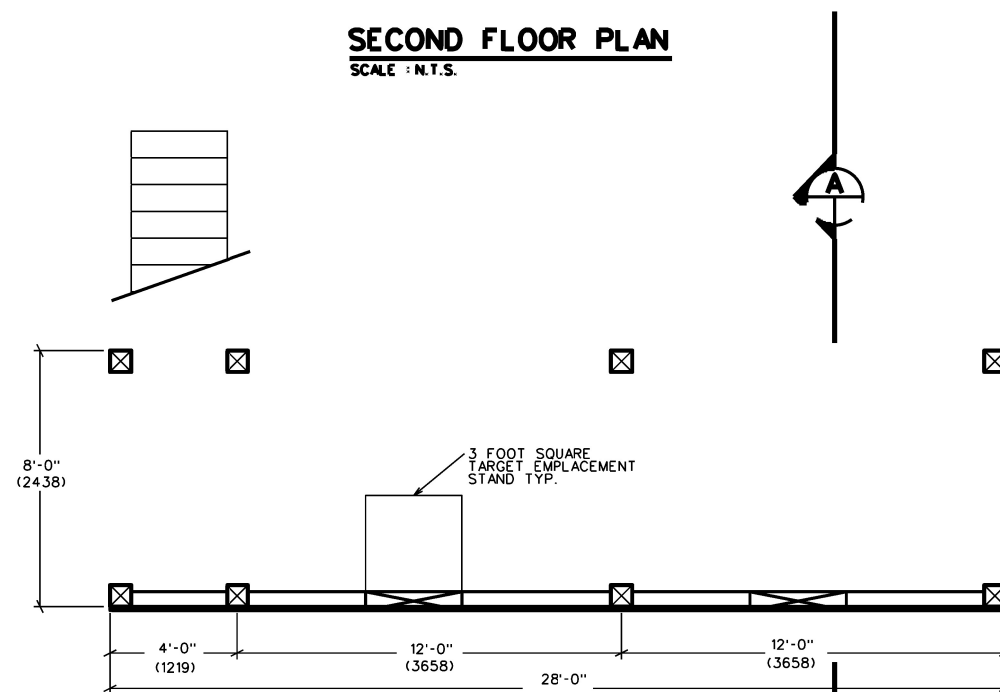 SECOND FLOOR PLAN
SCALE : N.T.S.
A
3 FOOT SQUARE
TARGET EMPLACEMENT
STAND TYP.
8'-0"
(2438)
4'-0"
(1219)
12'-0"
(3658)
12'-0"
(3658)
28'-0"